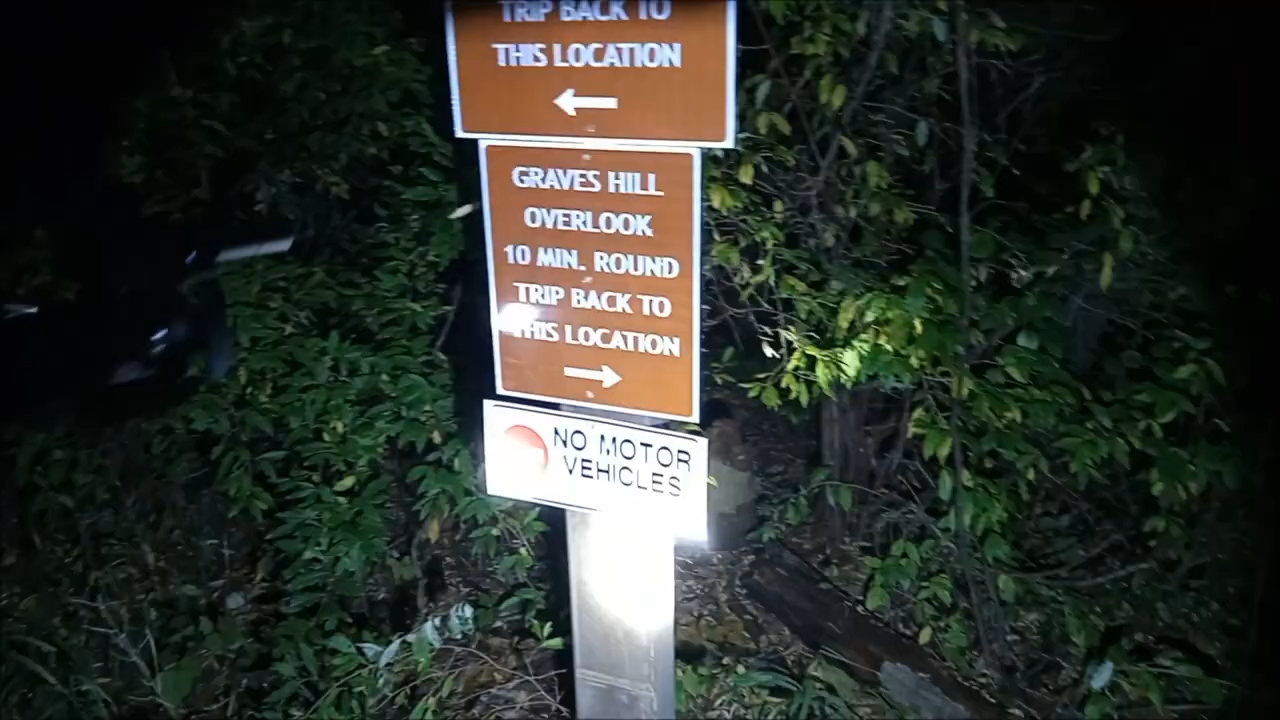 TRIP BACK TO
THIS LOCATION
GRAVES HILL
OVERLOOK
10 MIN. ROUND
TRIP BACK TO
THIS LOCATION
NO MOTOR
VEHICLES